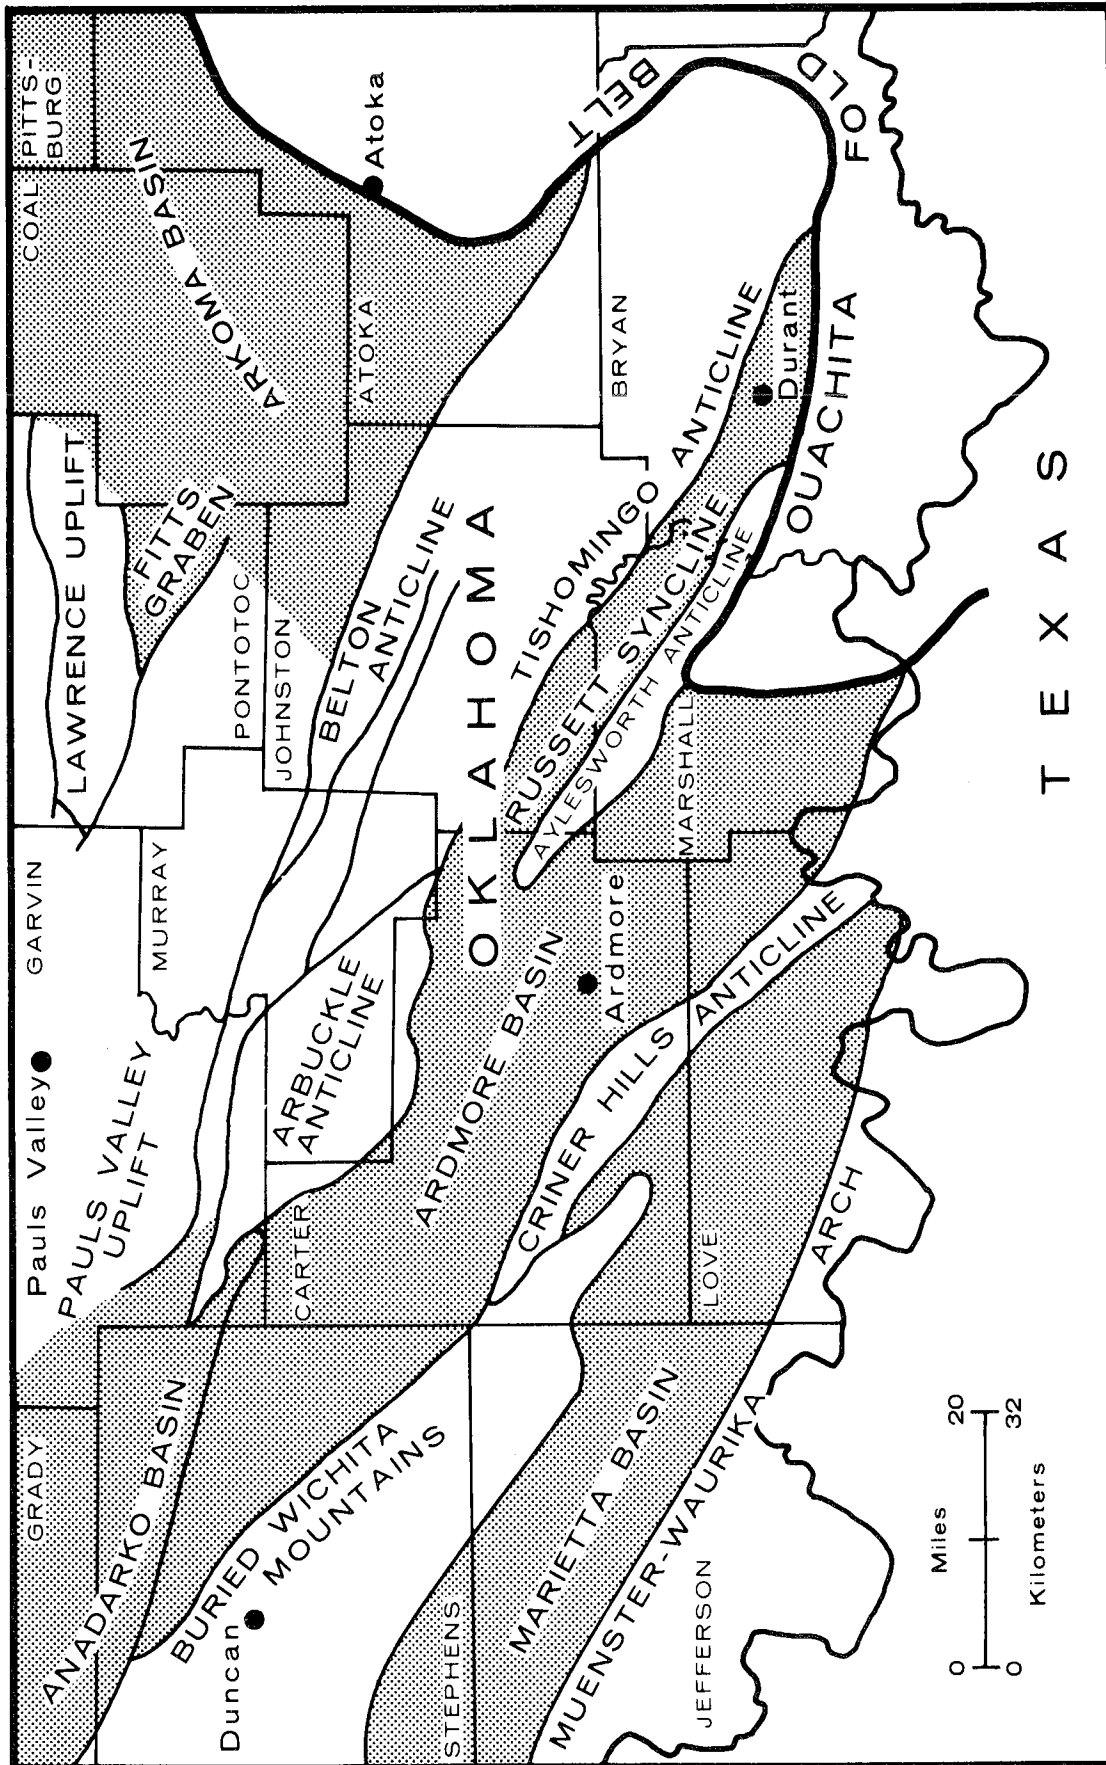 GRADY
GARVIN
COAL
PITTS-
BURG
Pauls Valley
LAWRENCE UPLIFT
ANADARKO BASIN
PAULS VALLEY
UPLIFT
MURRAY
FITTS
GRABEN
ARKOMA BASIN
PONTOTOC
JOHNSTON
Duncan
BURIED WICHITA
MOUNTAINS
CARTER
ARBUCKLE
ANTICLINE
BELTON
ANTICLINE
ATOKA
Atoka
ARDMORE BASIN
OKLAHOMA
STEPHENS
CRINER HILLS ANTICLINE
Ardmore
TISHOMINGO ANTICLINE
BRYAN
RUSSETT SYNCLINE
AYLESWORTH ANTICLINE
MARIETTA BASIN
LOVE
MARSHALL
Durant
OUACHITA
FOLD
BELT
MUENSTER-WAURIKA
ARCH
JEFFERSON
TEXAS
Miles
0 20
0 32
Kilometers